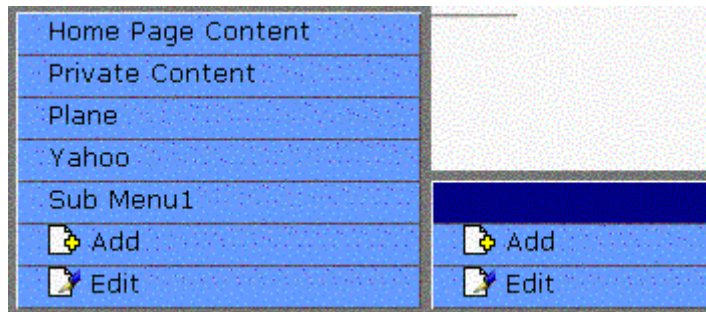 Home Page Content
Private Content
Plane
Yahoo
Sub Menu1
Add
Edit
Add
Edit